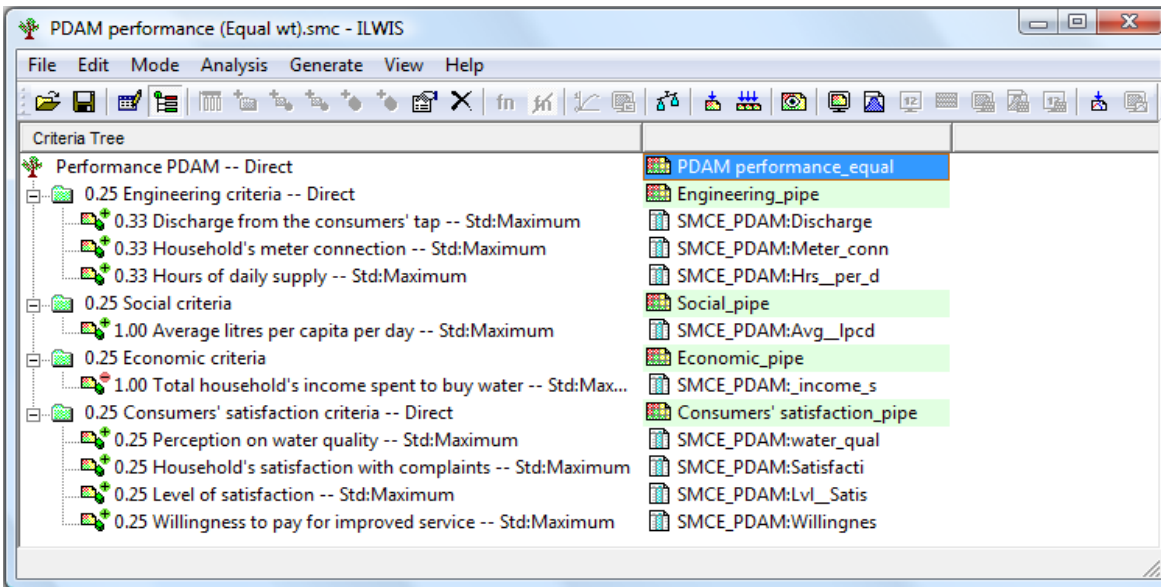 PDAM performance (Equal wt).smc - ILWIS
File Edit Mode Analysis Generate View Help
Criteria Tree
Performance PDAM -- Direct PDAM performance_equal
0.25 Engineering criteria -- Direct Engineering_pipe
0.33 Discharge from the consumers' tap -- Std:Maximum SMCE_PDAM:Discharge
0.33 Household's meter connection -- Std:Maximum SMCE_PDAM:Meter_conn
0.33 Hours of daily supply -- Std:Maximum SMCE_PDAM:Hrs__per_d
0.25 Social criteria Social_pipe
1.00 Average litres per capita per day -- Std:Maximum SMCE_PDAM:Avg__lpcd
0.25 Economic criteria Economic_pipe
1.00 Total household's income spent to buy water -- Std:Max... SMCE_PDAM:_income_s
0.25 Consumers' satisfaction criteria -- Direct Consumers' satisfaction_pipe
0.25 Perception on water quality -- Std:Maximum SMCE_PDAM:water_qual
0.25 Household's satisfaction with complaints -- Std:Maximum SMCE_PDAM:Satisfacti
0.25 Level of satisfaction -- Std:Maximum SMCE_PDAM:Lvl__Satis
0.25 Willingness to pay for improved service -- Std:Maximum SMCE_PDAM:Willingnes